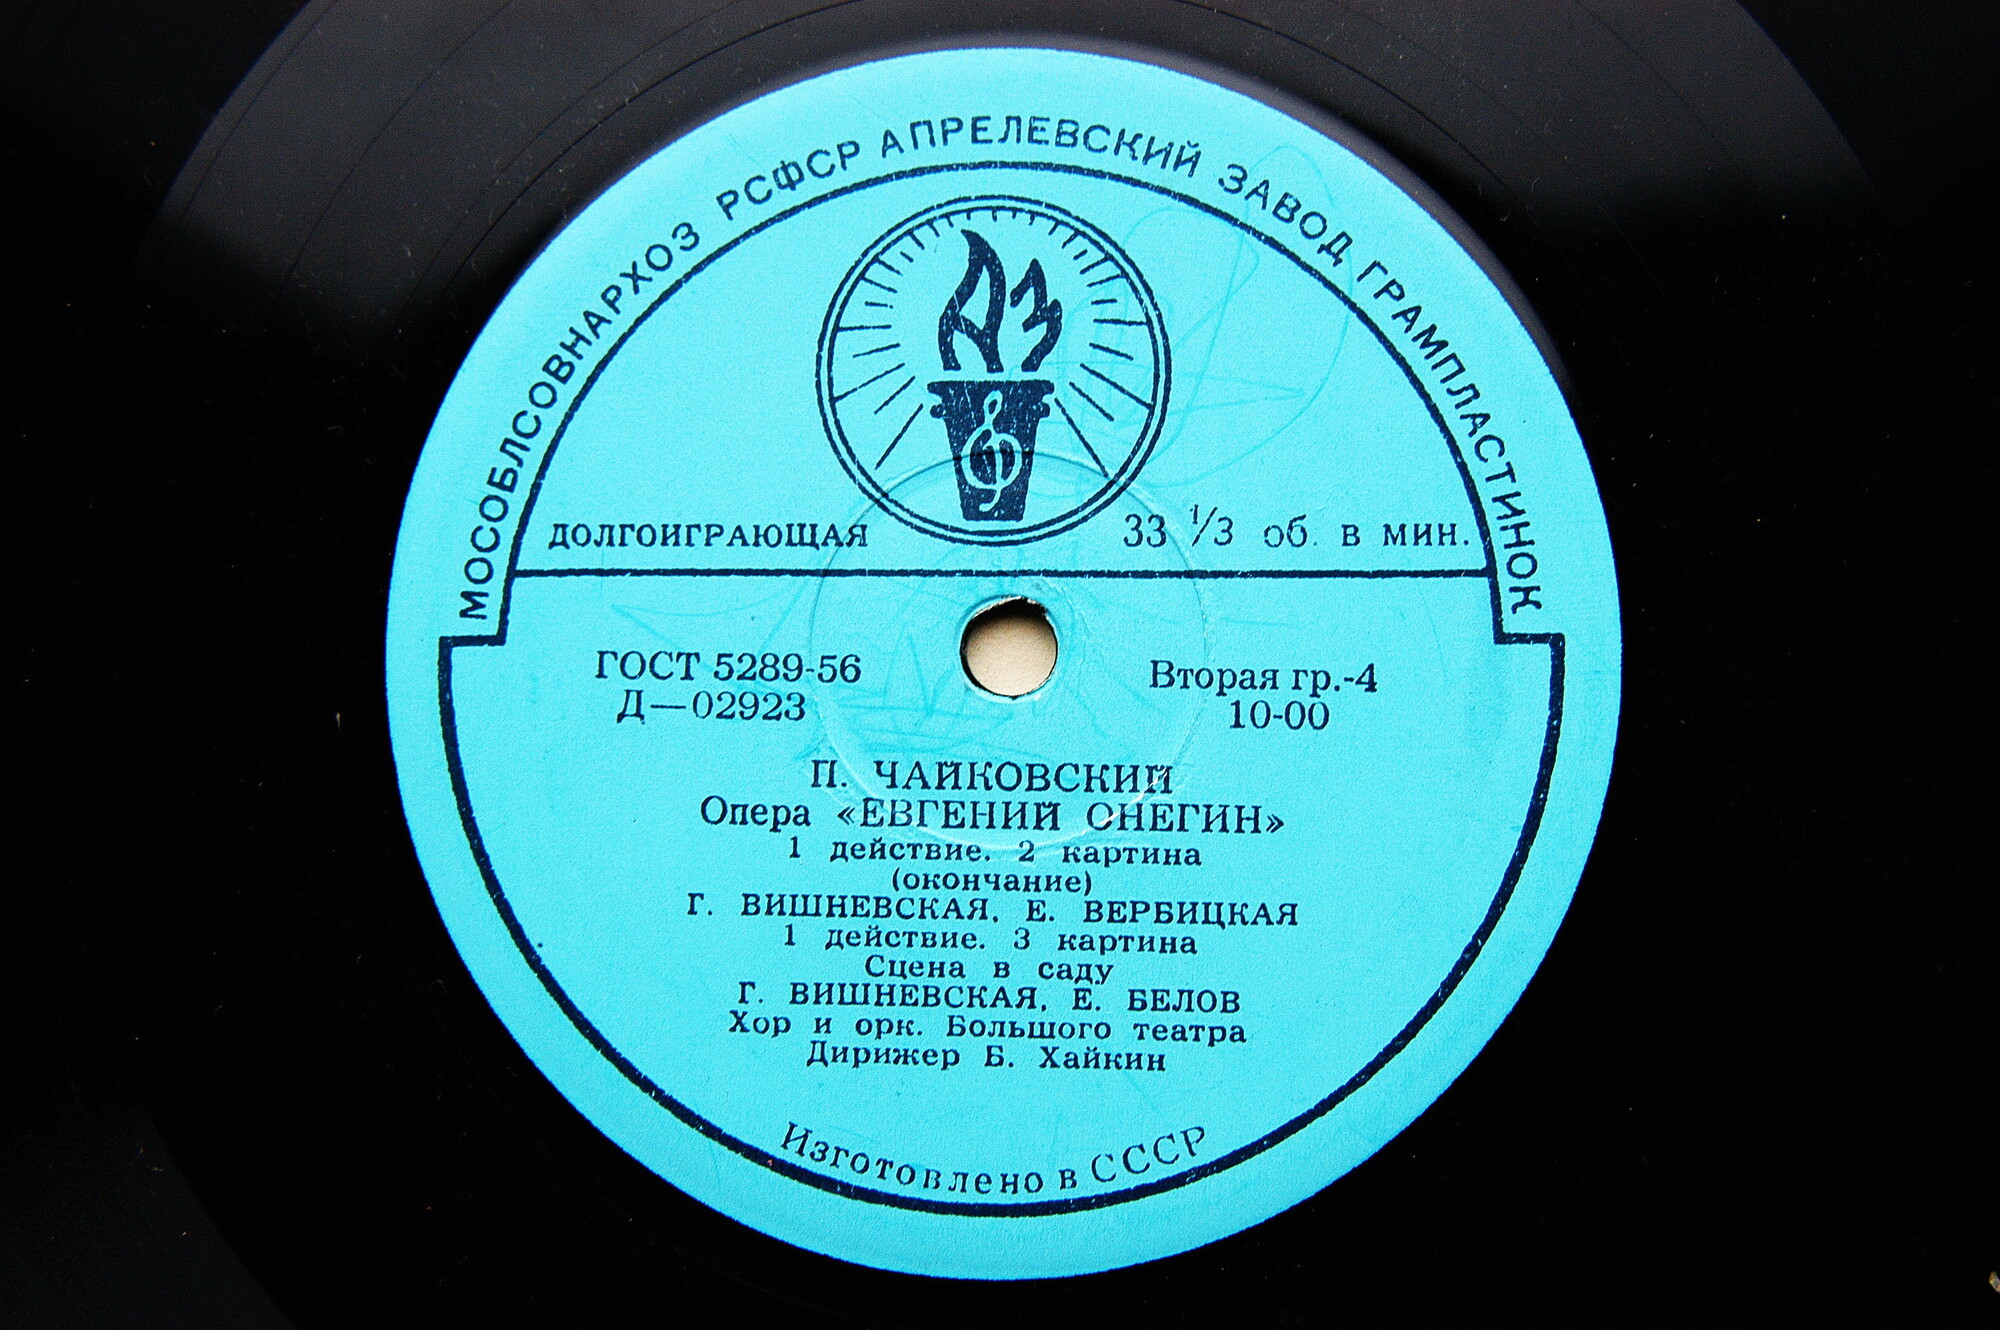 МОСОБЛСОВНАРХОЗ РСФСР АПРЕЛЕВСКИЙ ЗАВОД ГРАМПЛАСТИНОК
АЗ
ДОЛГОИГРАЮЩАЯ 33 1/3 об. в мин.
ГОСТ 5289-56 Вторая гр.-4
Д—02923 10-00
П. ЧАЙКОВСКИЙ
Опера «ЕВГЕНИЙ ОНЕГИН»
1 действие. 2 картина
(окончание)
Г. ВИШНЕВСКАЯ, Е. ВЕРБИЦКАЯ
1 действие. 3 картина
Сцена в саду
Г. ВИШНЕВСКАЯ, Е. БЕЛОВ
Хор и орк. Большого театра
Дирижер Б. Хайкин
Изготовлено в СССР